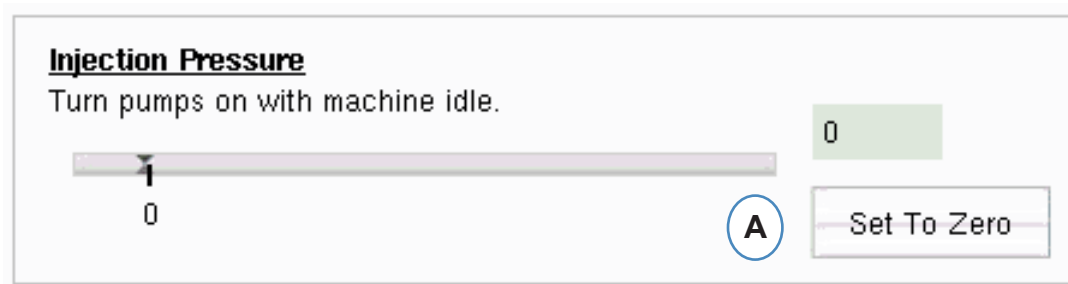 Injection Pressure
Turn pumps on with machine idle.
0
0
A
Set To Zero